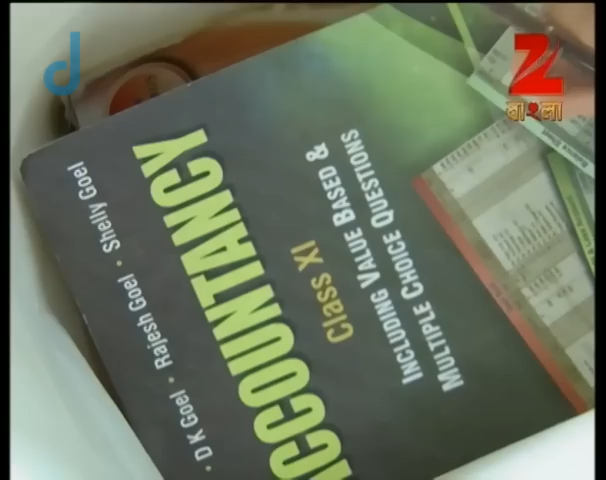 d
Z
বাংলা
D K Goel • Rajesh Goel • Shelly Goel
ACCOUNTANCY
Class XI
INCLUDING VALUE BASED &
MULTIPLE CHOICE QUESTIONS